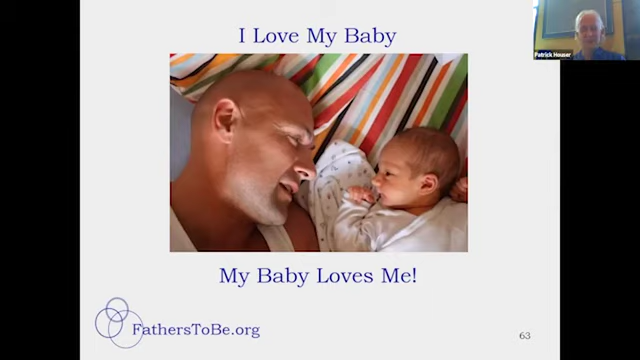 I Love My Baby
Patrick Houser
My Baby Loves Me!
FathersToBe.org
63